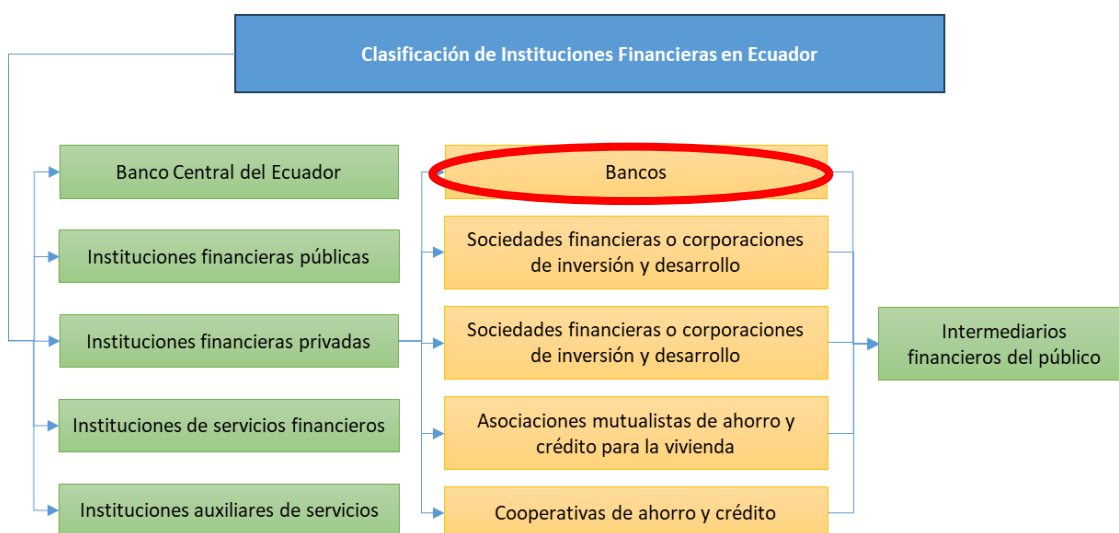 Clasificación de Instituciones Financieras en Ecuador
Banco Central del Ecuador
Instituciones financieras públicas
Instituciones financieras privadas
Instituciones de servicios financieros
Instituciones auxiliares de servicios
Bancos
Sociedades financieras o corporaciones
de inversión y desarrollo
Sociedades financieras o corporaciones
de inversión y desarrollo
Asociaciones mutualistas de ahorro y
crédito para la vivienda
Cooperativas de ahorro y crédito
Intermediarios
financieros del público